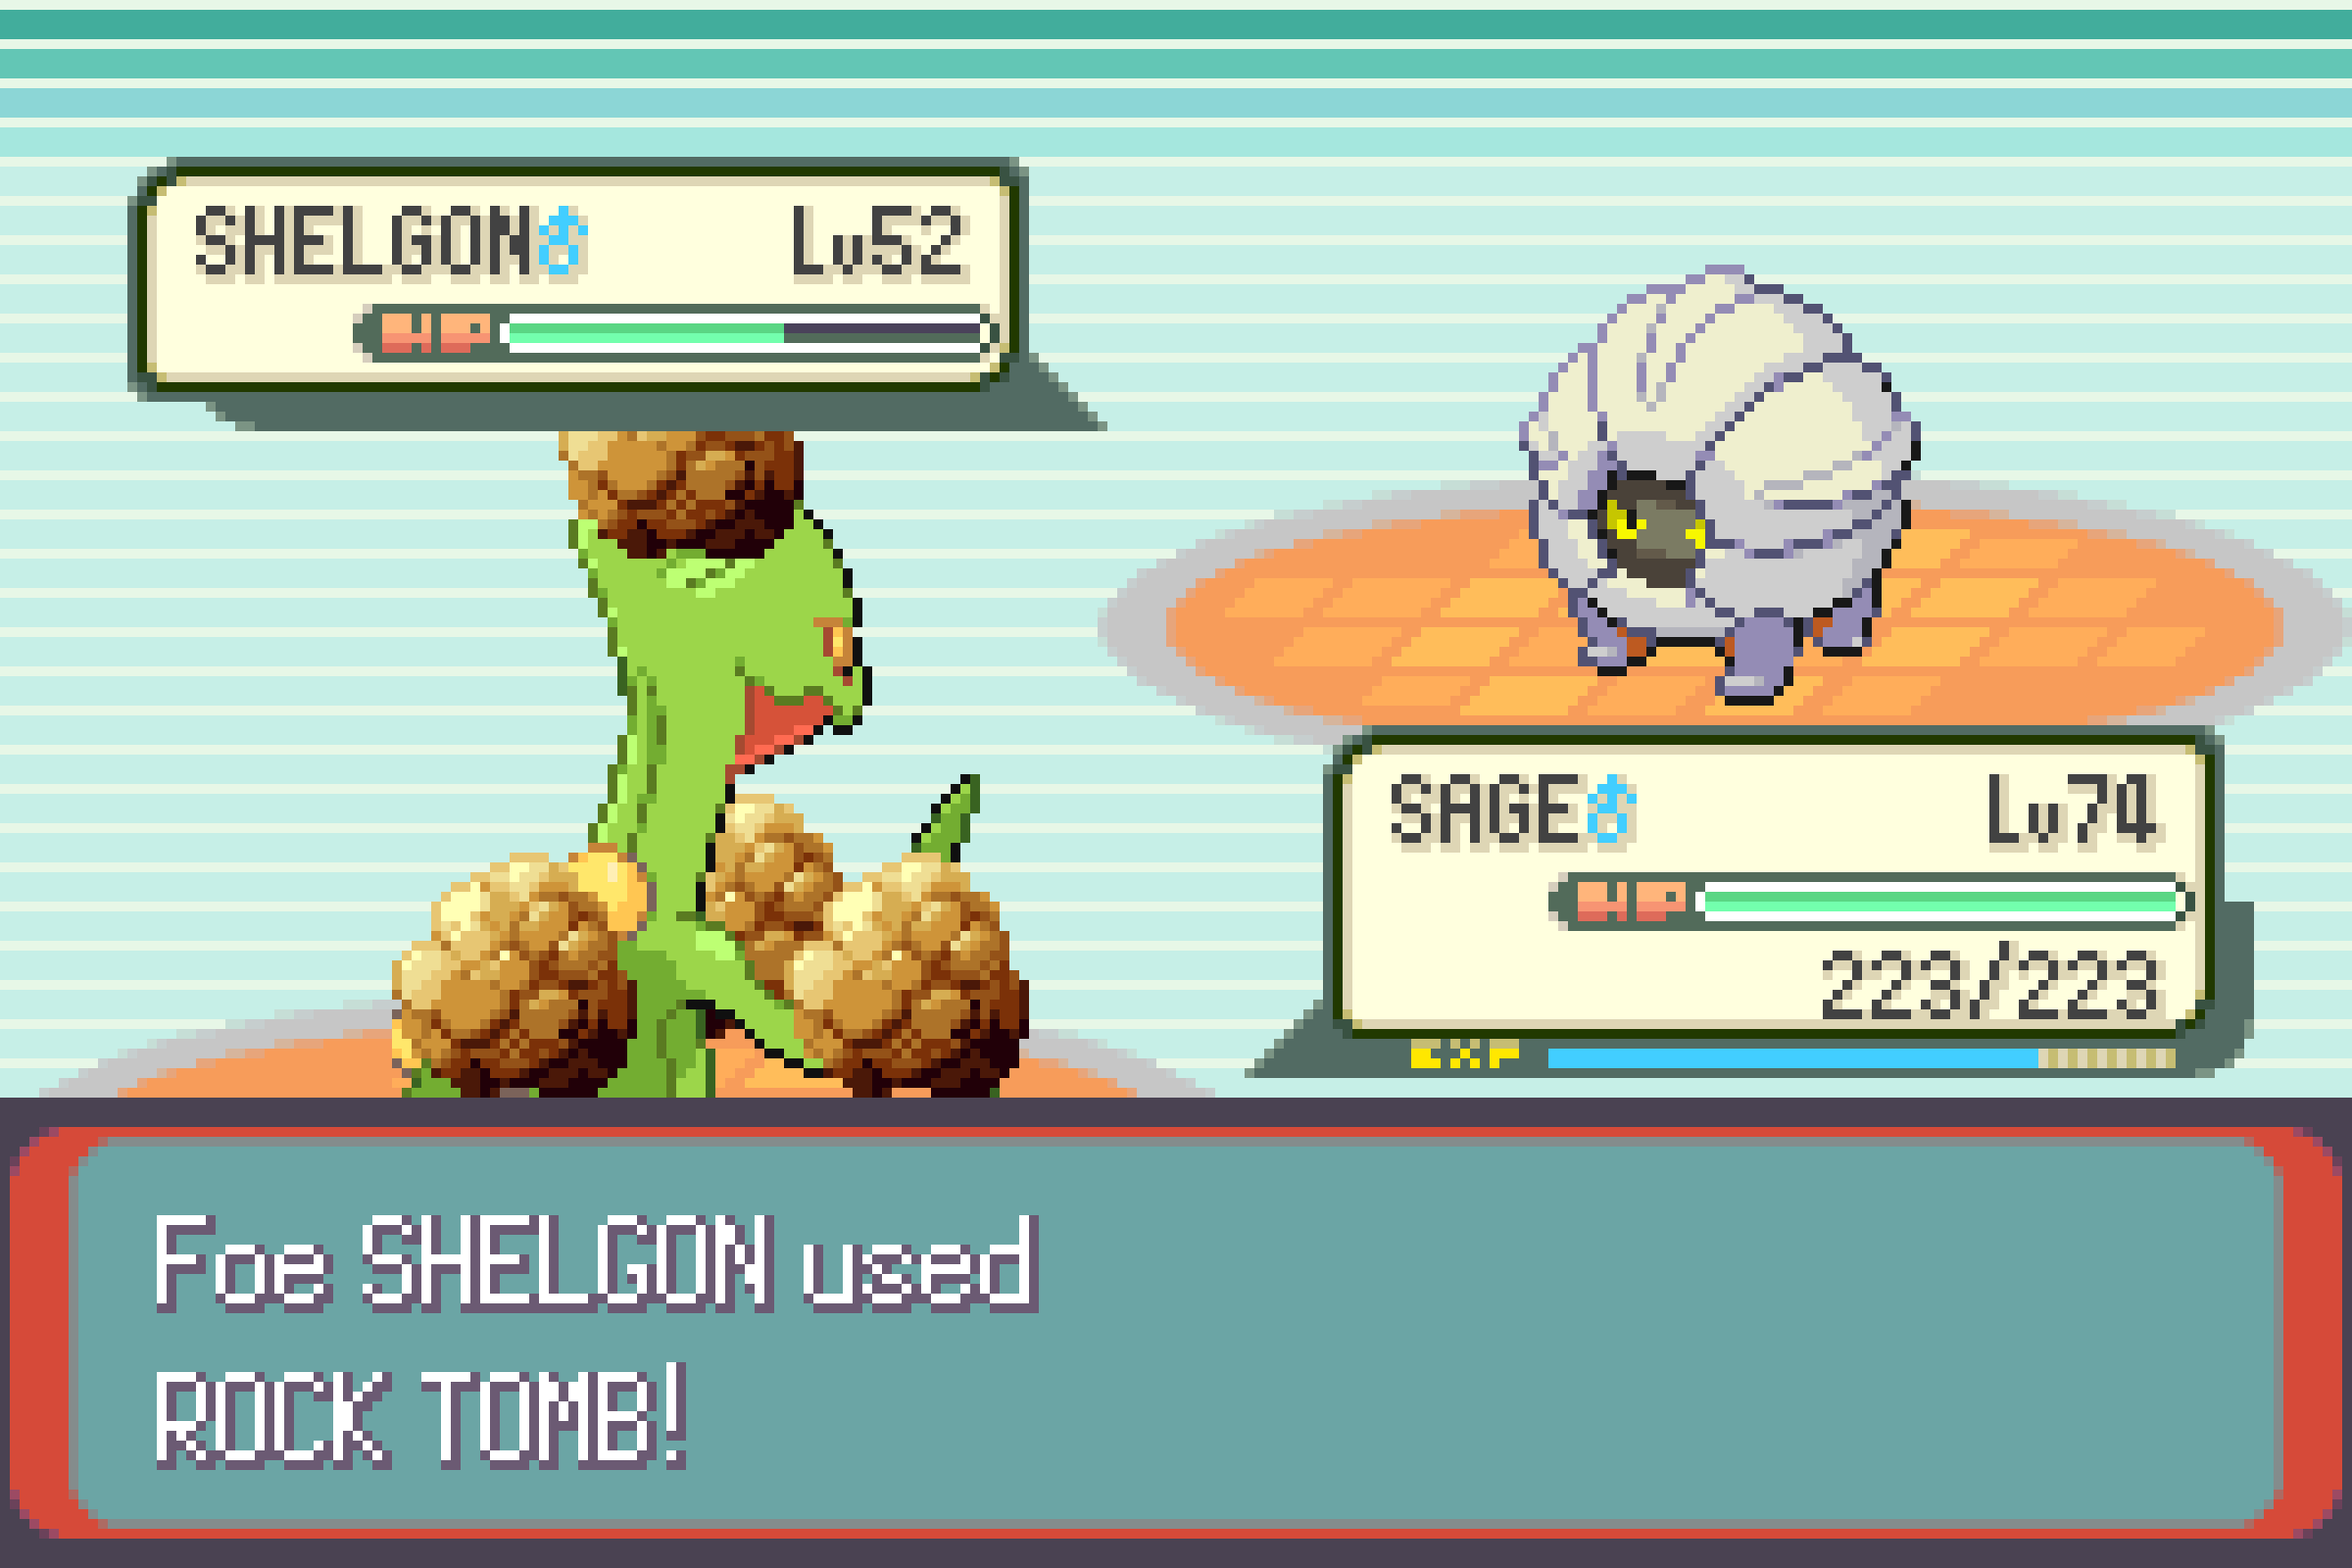 SHELGON♂ Lv52
HP
SAGE♂ Lv74
HP
223/223
EXP
Foe SHELGON used
ROCK TOMB!